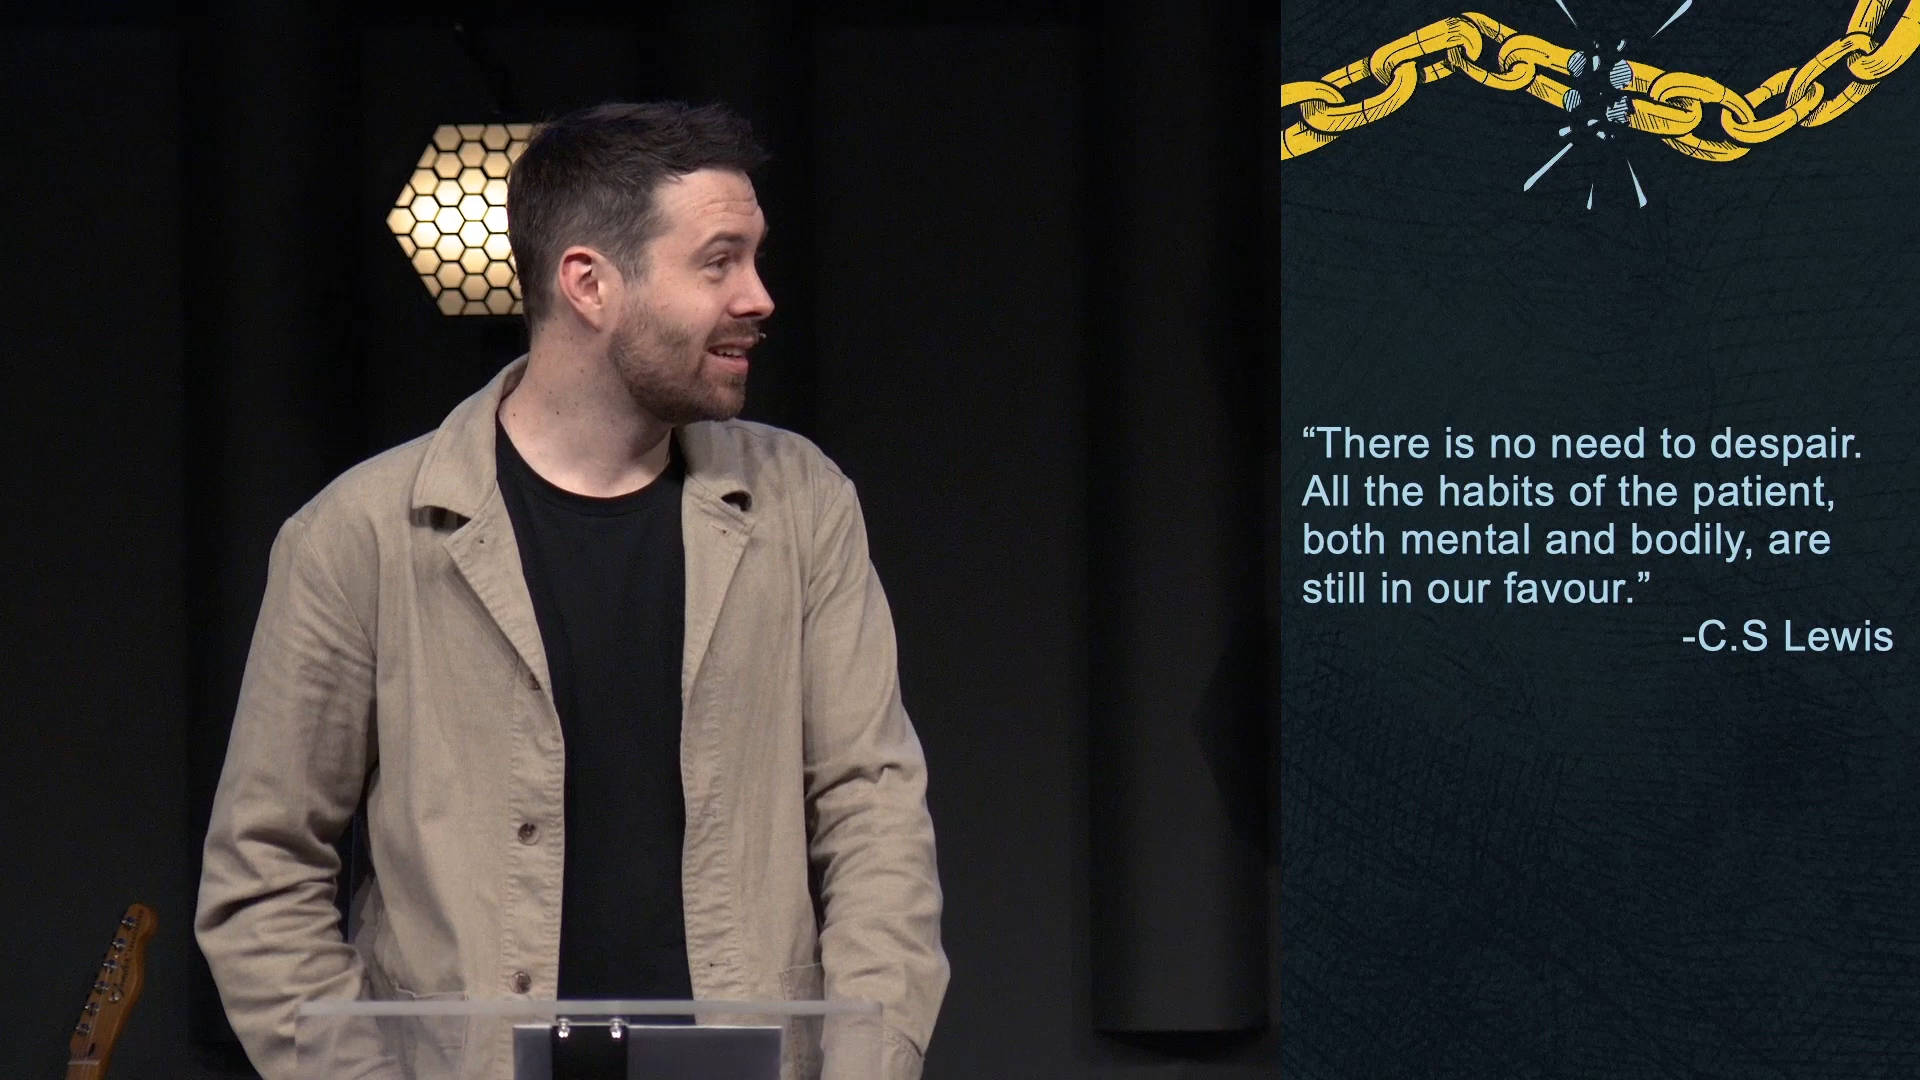 “There is no need to despair.
All the habits of the patient,
both mental and bodily, are
still in our favour.”
-C.S Lewis